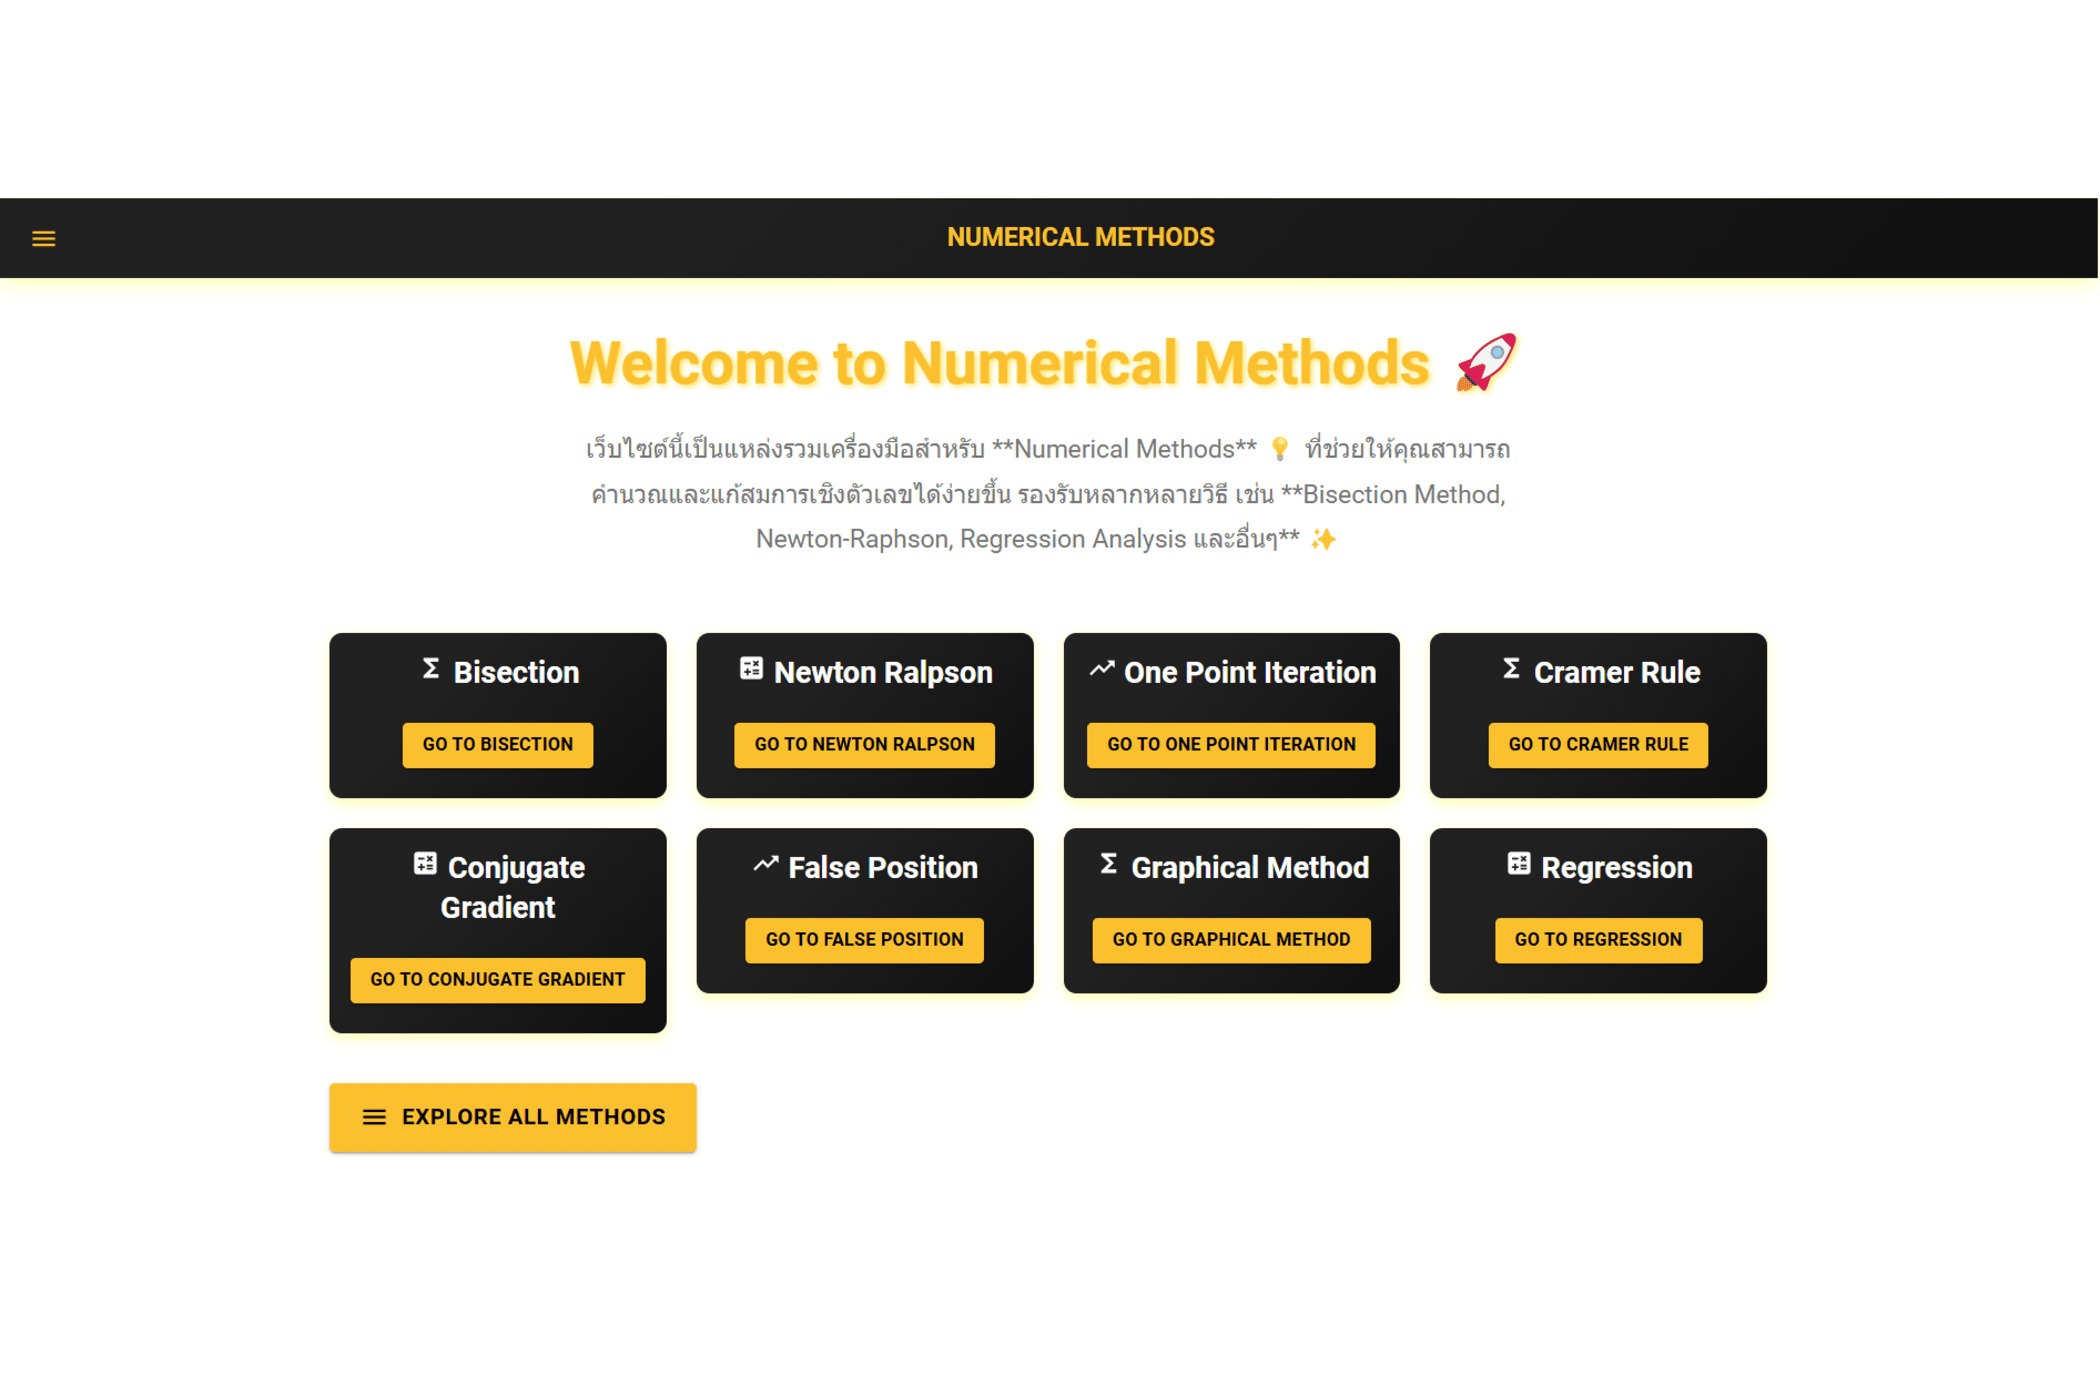 NUMERICAL METHODS
Welcome to Numerical Methods 🚀
เว็บไซต์นี้เป็นแหล่งรวมเครื่องมือสำหรับ **Numerical Methods** 💡 ที่ช่วยให้คุณสามารถ
คำนวณและแก้สมการเชิงตัวเลขได้ง่ายขึ้น รองรับหลากหลายวิธี เช่น **Bisection Method,
Newton-Raphson, Regression Analysis และอื่นๆ** ✨
Bisection
GO TO BISECTION
Newton Ralpson
GO TO NEWTON RALPSON
One Point Iteration
GO TO ONE POINT ITERATION
Cramer Rule
GO TO CRAMER RULE
Conjugate
Gradient
GO TO CONJUGATE GRADIENT
False Position
GO TO FALSE POSITION
Graphical Method
GO TO GRAPHICAL METHOD
Regression
GO TO REGRESSION
EXPLORE ALL METHODS